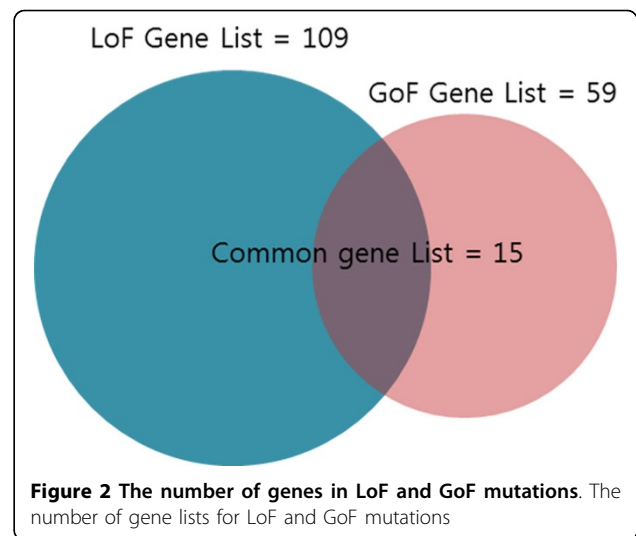 LoF Gene List = 109
GoF Gene List = 59
Common gene List = 15
Figure 2 The number of genes in LoF and GoF mutations. The
number of gene lists for LoF and GoF mutations